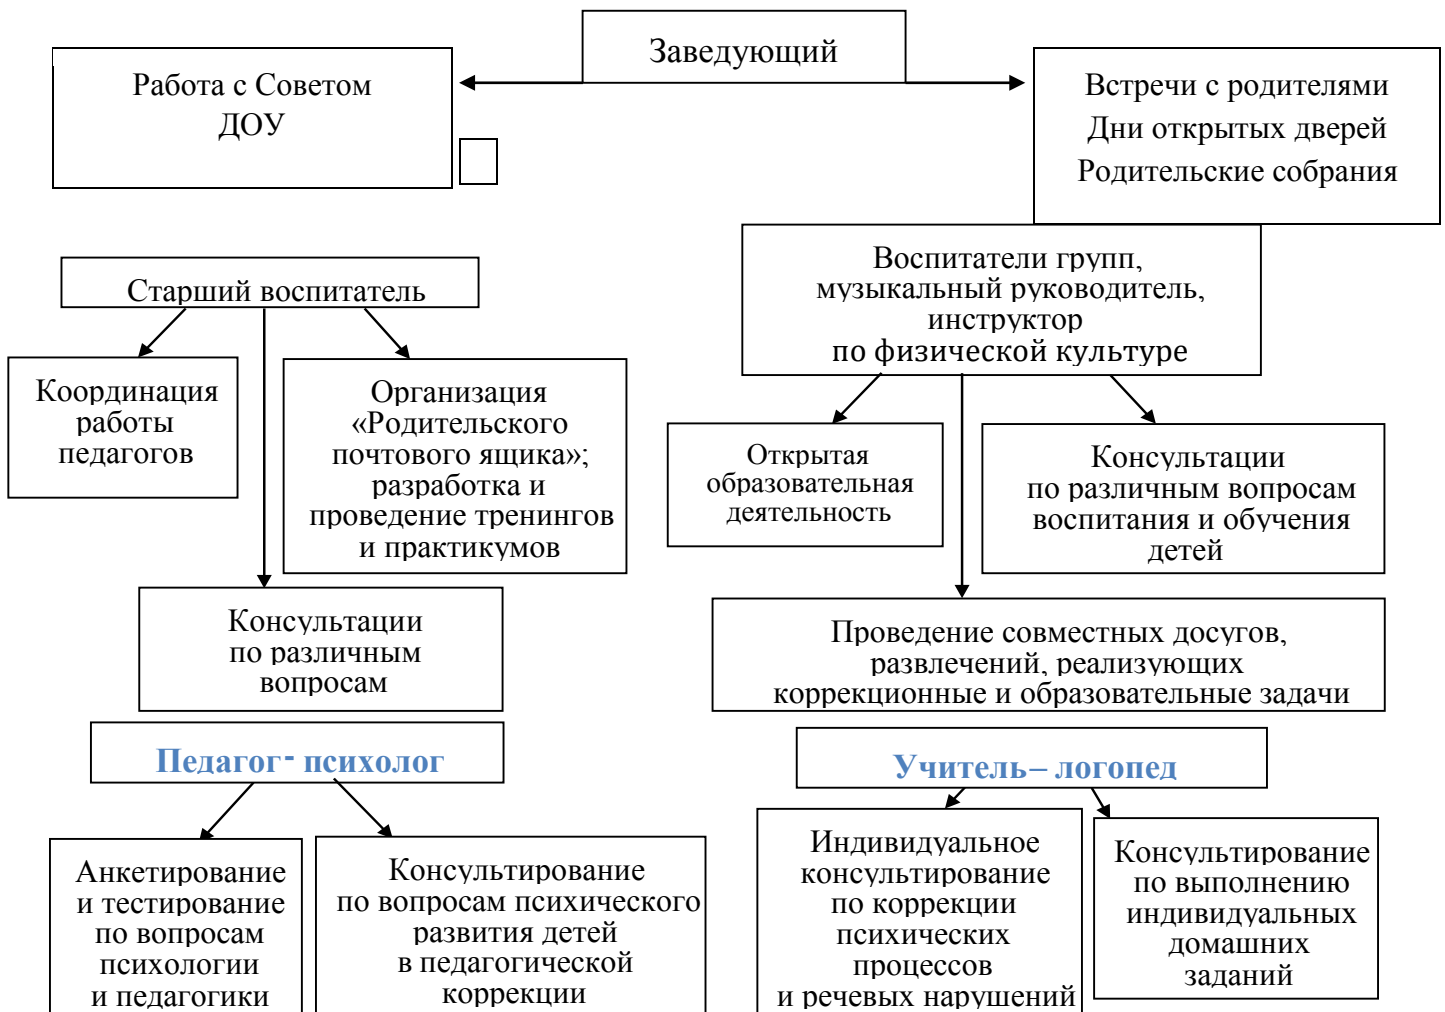 Заведующий
Работа с Советом
ДОУ
Встречи с родителями
Дни открытых дверей
Родительские собрания
Старший воспитатель
Координация
работы
педагогов
Организация
«Родительского
почтового ящика»;
разработка и
проведение тренингов
и практикумов
Консультации
по различным
вопросам
Воспитатели групп,
музыкальный руководитель,
инструктор
по физической культуре
Открытая
образовательная
деятельность
Консультации
по различным вопросам
воспитания и обучения
детей
Проведение совместных досугов,
развлечений, реализующих
коррекционные и образовательные задачи
Педагог- психолог
Анкетирование
и тестирование
по вопросам
психологии
и педагогики
Консультирование
по вопросам психического
развития детей
в педагогической
коррекции
Учитель– логопед
Индивидуальное
консультирование
по коррекции
психических
процессов
и речевых нарушений
Консультирование
по выполнению
индивидуальных
домашних
заданий